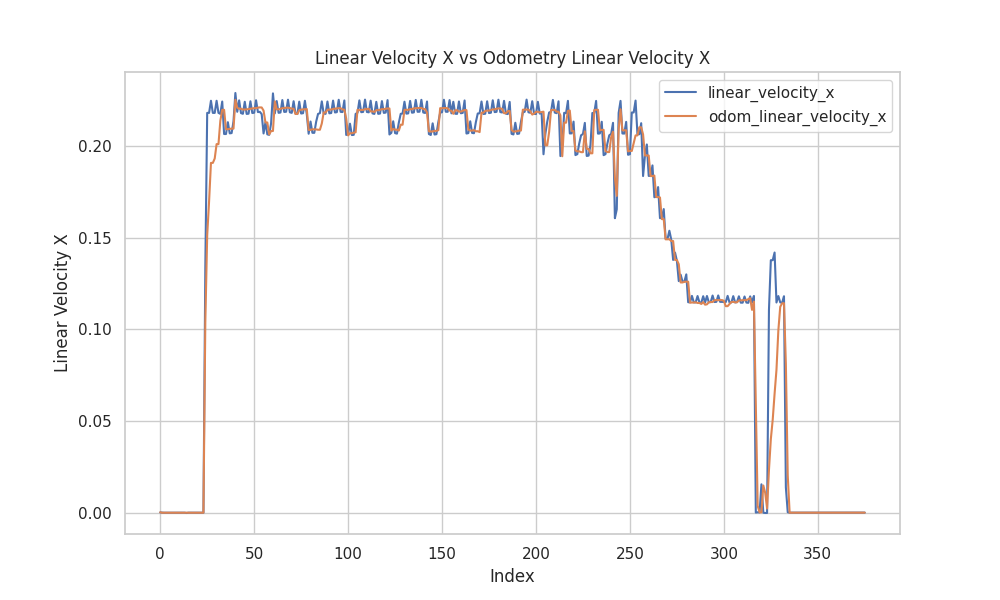 Linear Velocity X vs Odometry Linear Velocity X
linear_velocity_x
odom_linear_velocity_x
Linear Velocity X
0.20
0.15
0.10
0.05
0.00
0 50 100 150 200 250 300 350
Index